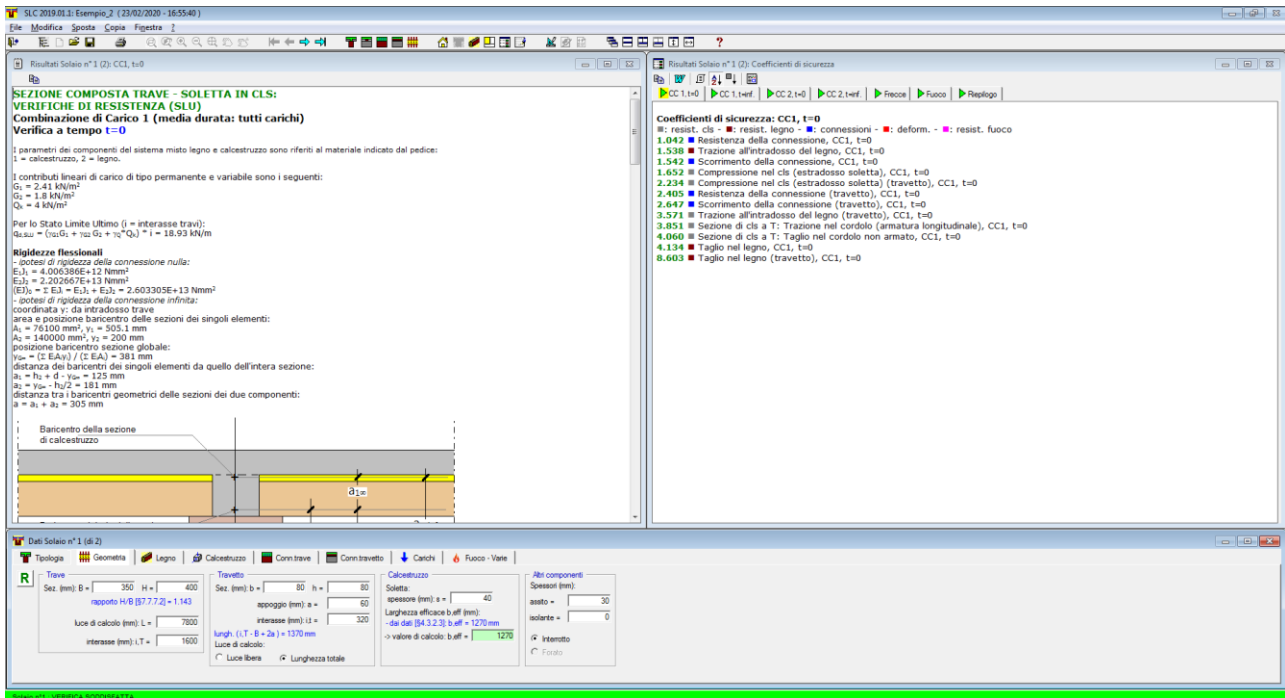 SLC 2019.01.1: Esempio_2 ( 23/02/2020 - 16:55:40 )
File Modifica Sposta Copia Finestra ?
Risultati Solaio n° 1 (2): CC1, t=0
SEZIONE COMPOSTA TRAVE - SOLETTA IN CLS:
VERIFICHE DI RESISTENZA (SLU)
Combinazione di Carico 1 (media durata: tutti carichi)
Verifica a tempo t=0
I parametri dei componenti del sistema misto legno e calcestruzzo sono riferiti al materiale indicato dal pedice:
1 = calcestruzzo, 2 = legno.
I contributi lineari di carico di tipo permanente e variabile sono i seguenti:
G₁ = 2.41 kN/m²
G₂ = 1.8 kN/m²
Qₖ = 4 kN/m²
Per lo Stato Limite Ultimo (i = interasse travi):
q₀,SLU = (γG1G₁ + γG2 G₂ + γQ*Qₖ) * i = 18.93 kN/m
Rigidezze flessionali
- ipotesi di rigidezza della connessione nulla:
E₁J₁ = 4.006386E+12 Nmm²
E₂J₂ = 2.202667E+13 Nmm²
(EJ)₀ = Σ EᵢJᵢ = E₁J₁ + E₂J₂ = 2.603305E+13 Nmm²
- ipotesi di rigidezza della connessione infinita:
coordinata y: da intradosso trave
area e posizione baricentro delle sezioni dei singoli elementi:
A₁ = 76100 mm², y₁ = 505.1 mm
A₂ = 140000 mm², y₂ = 200 mm
posizione baricentro sezione globale:
yG∞ = (Σ EᵢAᵢyᵢ) / (Σ EᵢAᵢ) = 381 mm
distanza dei baricentri dei singoli elementi da quello dell'intera sezione:
a₁ = h₂ + d - yG∞ = 125 mm
a₂ = yG∞ - h₂/2 = 181 mm
distanza tra i baricentri geometrici delle sezioni dei due componenti:
a = a₁ + a₂ = 305 mm
Baricentro della sezione
di calcestruzzo
a₁∞
Risultati Solaio n° 1 (2): Coefficienti di sicurezza
CC 1, t=0 CC 1, t=inf. CC 2, t=0 CC 2, t=inf. Frecce Fuoco Riepilogo
Coefficienti di sicurezza: CC1, t=0
■: resist. cls - ■: resist. legno - ■: connessioni - ■: deform. - ■: resist. fuoco
1.042 ■ Resistenza della connessione, CC1, t=0
1.538 ■ Trazione all'intradosso del legno, CC1, t=0
1.542 ■ Scorrimento della connessione, CC1, t=0
1.652 ■ Compressione nel cls (estradosso soletta), CC1, t=0
2.234 ■ Compressione nel cls (estradosso soletta) (travetto), CC1, t=0
2.405 ■ Resistenza della connessione (travetto), CC1, t=0
2.647 ■ Scorrimento della connessione (travetto), CC1, t=0
3.571 ■ Trazione all'intradosso del legno (travetto), CC1, t=0
3.851 ■ Sezione di cls a T: Trazione nel cordolo (armatura longitudinale), CC1, t=0
4.060 ■ Sezione di cls a T: Taglio nel cordolo non armato, CC1, t=0
4.134 ■ Taglio nel legno, CC1, t=0
8.603 ■ Taglio nel legno (travetto), CC1, t=0
Dati Solaio n° 1 (di 2)
Tipologia Geometria Legno Calcestruzzo Conn.trave Conn.travetto Carichi Fuoco - Varie
R
Trave
Sez. (mm): B = 350 H = 400
rapporto H/B [§7.7.7.2] = 1.143
luce di calcolo (mm): L = 7800
interasse (mm): i,T = 1600
Travetto
Sez. (mm): b = 80 h = 80
appoggio (mm): a = 60
interasse (mm): i,t = 320
lungh. ( i,T - B + 2a ) = 1370 mm
Luce di calcolo:
Luce libera Lunghezza totale
Calcestruzzo
Soletta:
spessore (mm): s = 40
Larghezza efficace b,eff (mm):
- dai dati [§4.3.2.3]: b,eff = 1270 mm
-> valore di calcolo: b,eff = 1270
Altri componenti
Spessori (mm):
assito = 30
isolante = 0
Interrotto
Forato
Solaio n°1 : VERIFICA SODDISFATTA